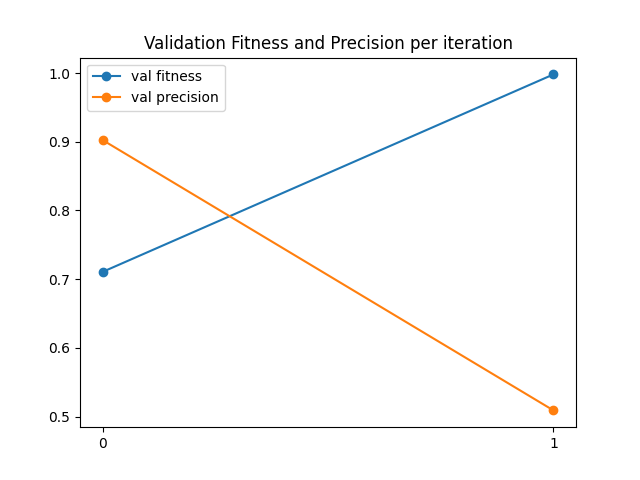 Validation Fitness and Precision per iteration
val fitness
val precision
1.0
0.9
0.8
0.7
0.6
0.5
0
1